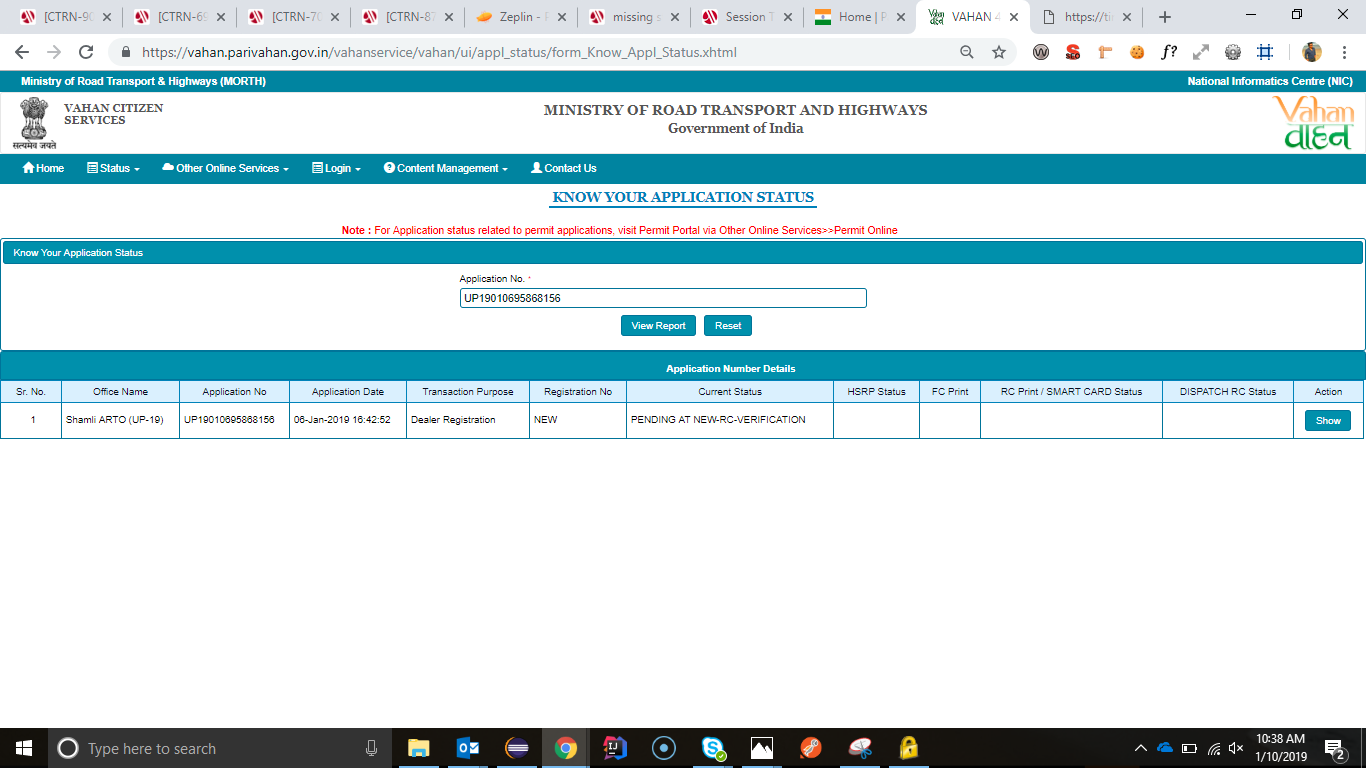 [CTRN-90
[CTRN-69
[CTRN-70
[CTRN-87
Zeplin - P
missing s
Session T
Home | P
VAHAN 4
https://ti
https://vahan.parivahan.gov.in/vahanservice/vahan/ui/appl_status/form_Know_Appl_Status.xhtml
Ministry of Road Transport & Highways (MORTH)
National Informatics Centre (NIC)
सत्यमेव जयते
VAHAN CITIZEN
SERVICES
MINISTRY OF ROAD TRANSPORT AND HIGHWAYS
Government of India
Vahan
वाहन
Home
Status
Other Online Services
Login
Content Management
Contact Us
KNOW YOUR APPLICATION STATUS
Note : For Application status related to permit applications, visit Permit Portal via Other Online Services>>Permit Online
Know Your Application Status
Application No. *
UP19010695868156
View Report
Reset
Application Number Details
Sr. No. Office Name Application No Application Date Transaction Purpose Registration No Current Status HSRP Status FC Print RC Print / SMART CARD Status DISPATCH RC Status Action
1 Shamli ARTO (UP-19) UP19010695868156 06-Jan-2019 16:42:52 Dealer Registration NEW PENDING AT NEW-RC-VERIFICATION Show
Type here to search
10:38 AM
1/10/2019
2